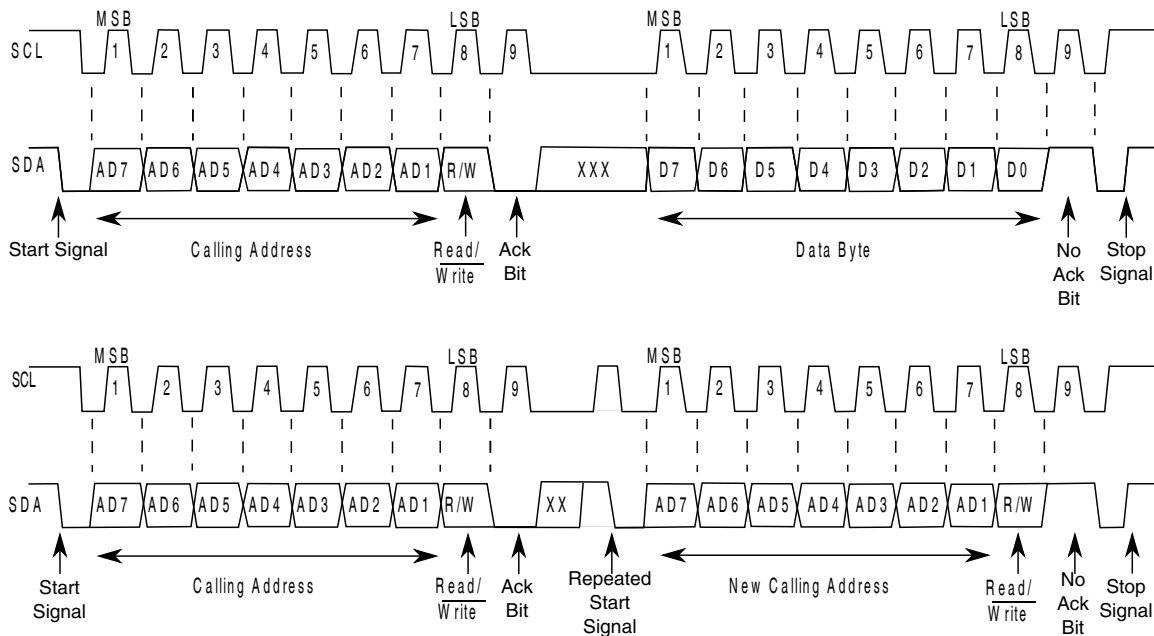 MSB LSB MSB LSB
SCL 1 2 3 4 5 6 7 8 9 1 2 3 4 5 6 7 8 9
SDA AD7 AD6 AD5 AD4 AD3 AD2 AD1 R/W XXX D7 D6 D5 D4 D3 D2 D1 D0
Start Signal Calling Address Read/ Ack Data Byte No Stop
Write Bit Ack Signal
Bit
MSB LSB MSB LSB
SCL 1 2 3 4 5 6 7 8 9 1 2 3 4 5 6 7 8 9
SDA AD7 AD6 AD5 AD4 AD3 AD2 AD1 R/W XX AD7 AD6 AD5 AD4 AD3 AD2 AD1 R/W
Start Calling Address Read/ Ack Repeated New Calling Address Read/ No Stop
Signal Write Bit Start Write Ack Signal
Signal Bit